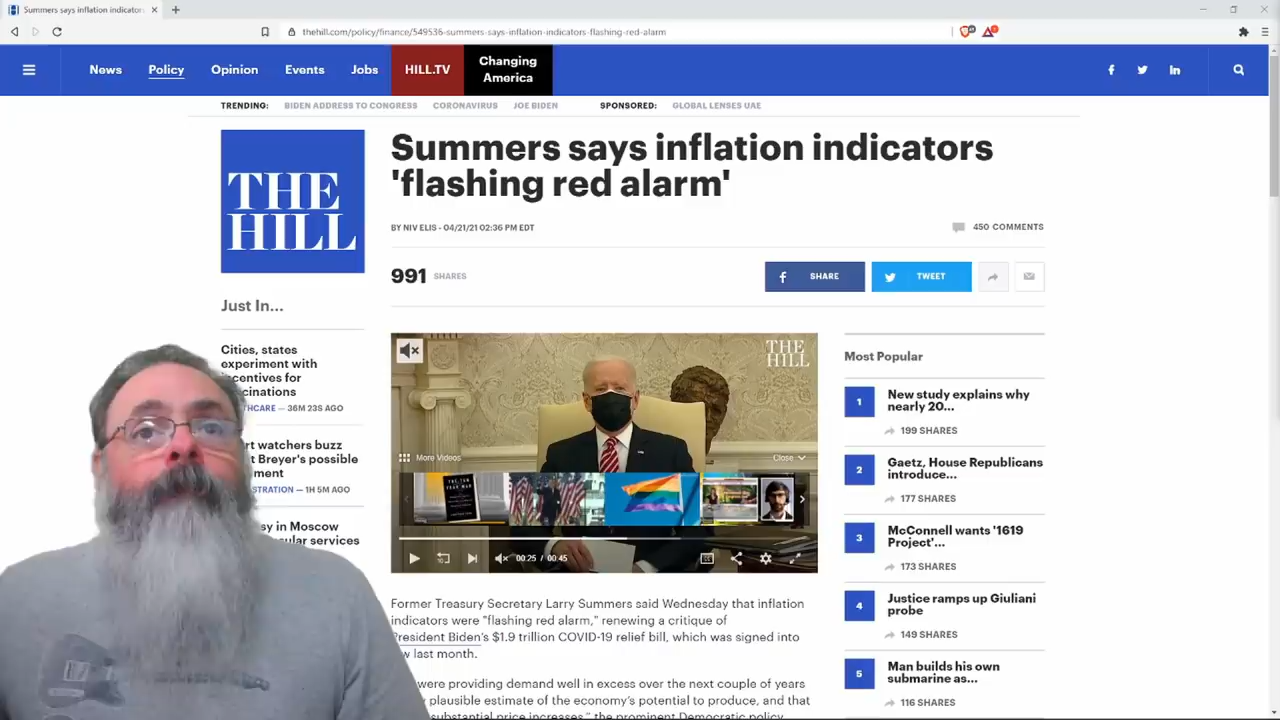 Summers says inflation indicators
thehill.com/policy/finance/549536-summers-says-inflation-indicators-flashing-red-alarm
News
Policy
Opinion
Events
Jobs
HILL.TV
Changing
America
TRENDING:
BIDEN ADDRESS TO CONGRESS
CORONAVIRUS
JOE BIDEN
SPONSORED:
GLOBAL LENSES UAE
THE
HILL
Summers says inflation indicators
'flashing red alarm'
BY NIV ELIS - 04/21/21 02:36 PM EDT
450 COMMENTS
991 SHARES
SHARE
TWEET
Just In...
Cities, states
experiment with
incentives for
HEALTHCARE — 36M 23S AGO
watchers buzz
Breyer's possible
— 1H 5M AGO
in Moscow
services
THE
HILL
More Videos
Close
00:25 / 00:45
Former Treasury Secretary Larry Summers said Wednesday that inflation
indicators were "flashing red alarm," renewing a critique of
President Biden's $1.9 trillion COVID-19 relief bill, which was signed into
last month.
were providing demand well in excess over the next couple of years
plausible estimate of the economy's potential to produce, and that
substantial price increases," the prominent Democratic policy
Most Popular
1
New study explains why
nearly 20...
199 SHARES
2
Gaetz, House Republicans
introduce...
177 SHARES
3
McConnell wants '1619
Project'...
173 SHARES
4
Justice ramps up Giuliani
probe
149 SHARES
5
Man builds his own
submarine as...
116 SHARES